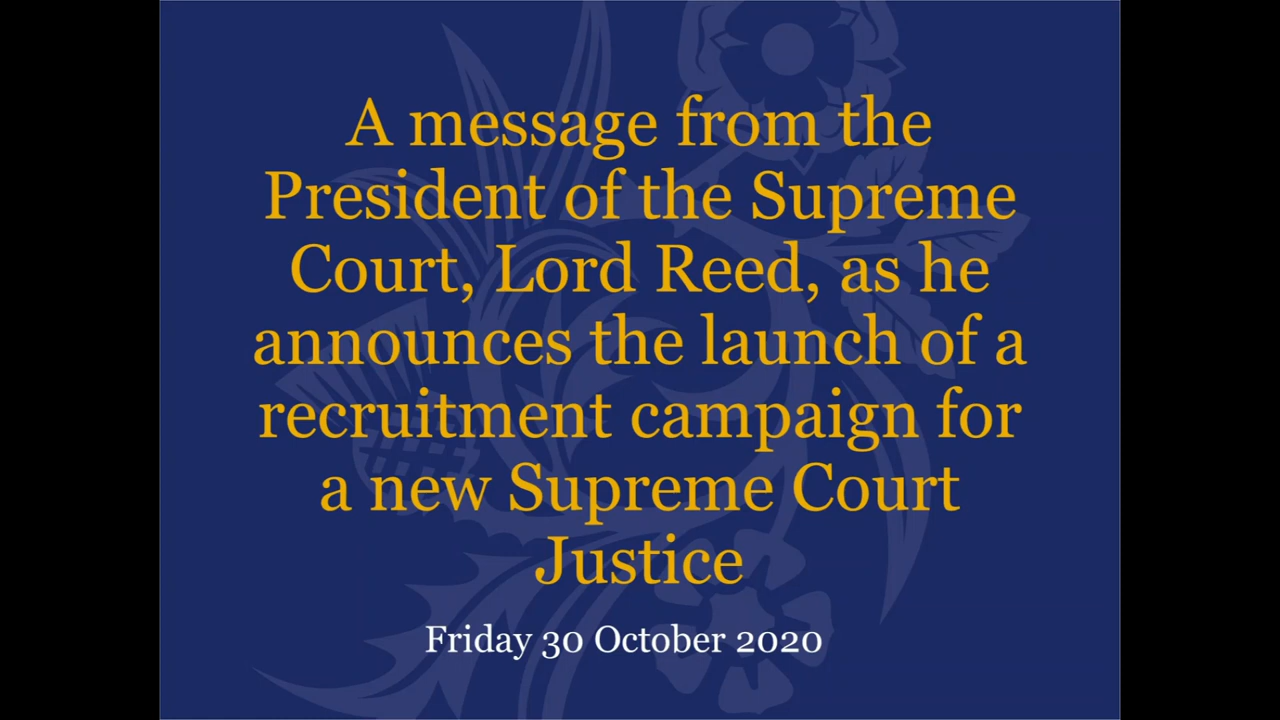 A message from the
President of the Supreme
Court, Lord Reed, as he
announces the launch of a
recruitment campaign for
a new Supreme Court
Justice
Friday 30 October 2020